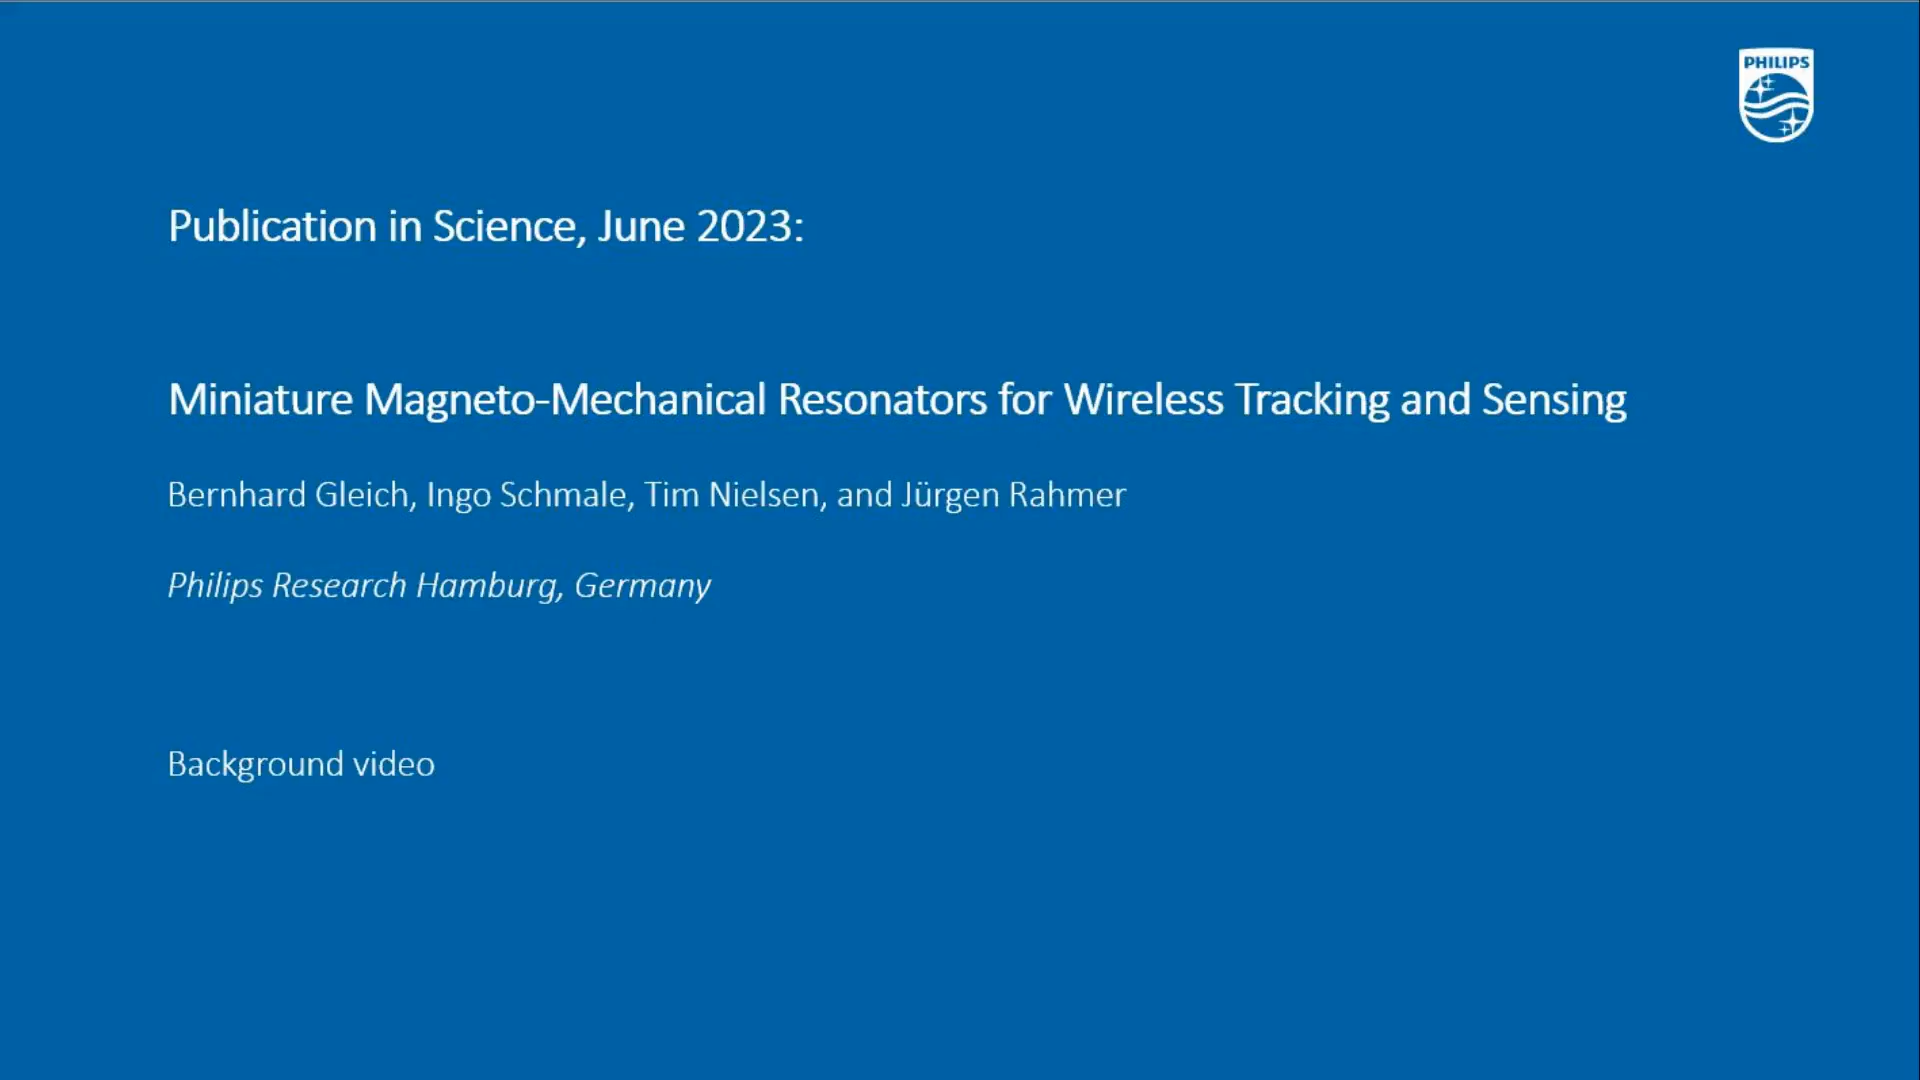 PHILIPS
Publication in Science, June 2023:
Miniature Magneto-Mechanical Resonators for Wireless Tracking and Sensing
Bernhard Gleich, Ingo Schmale, Tim Nielsen, and Jürgen Rahmer
Philips Research Hamburg, Germany
Background video